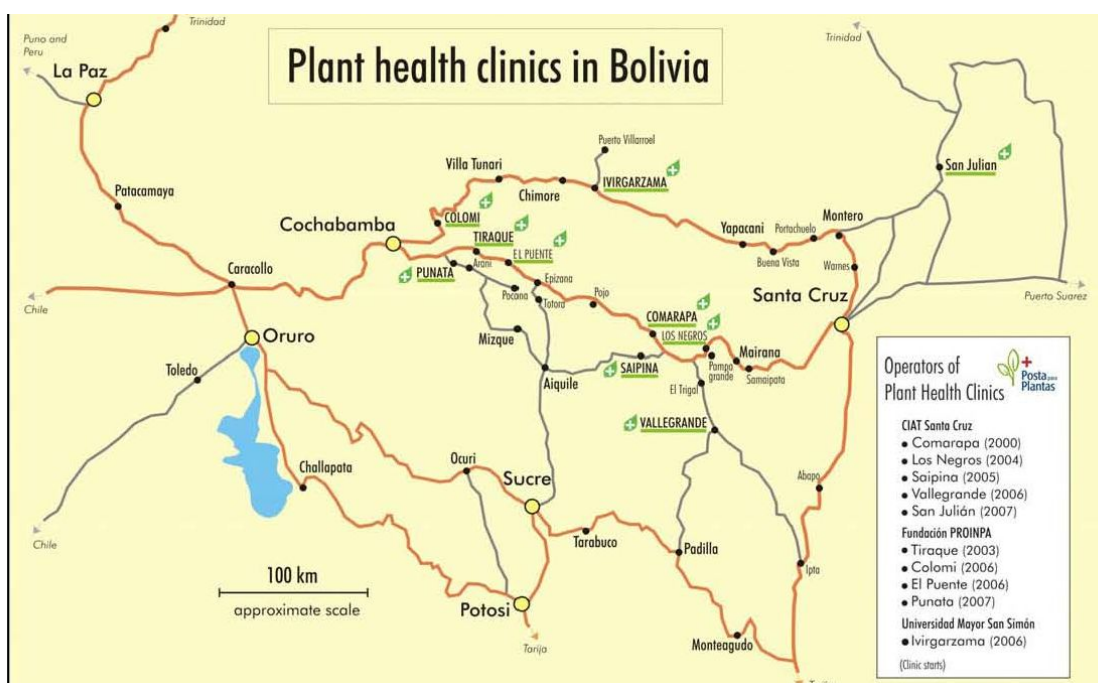 Plant health clinics in Bolivia
Trinidad
Puno and
Peru
La Paz
Patacamaya
Caracollo
Chile
Oruro
Toledo
Chile
Challapata
Cochabamba
COLOMI
Villa Tunari
Chimore
Puerto Villarroel
IVIRGARZAMA
TIRAQUE
EL PUENTE
PUNATA
Arani
Pocona
Epizana
Totora
Mizque
Aiquile
Pojo
COMARAPA
LOS NEGROS
SAIPINA
Pampa
grande
Mairana
Samaipata
El Trigal
VALLEGRANDE
Yapacani
Buena Vista
Portachuelo
Montero
Warnes
Santa Cruz
Trinidad
San Julian
Puerto Suarez
Ocuri
Sucre
Tarabuco
Padilla
Potosi
Tarija
Monteagudo
Abapo
Ipta
100 km
approximate scale
Operators of
Plant Health Clinics
Posta para
Plantas
CIAT Santa Cruz
Comarapa (2000)
Los Negros (2004)
Saipina (2005)
Vallegrande (2006)
San Julián (2007)
Fundación PROINPA
Tiraque (2003)
Colomi (2006)
El Puente (2006)
Punata (2007)
Universidad Mayor San Simón
Ivirgarzama (2006)
(Clinic starts)